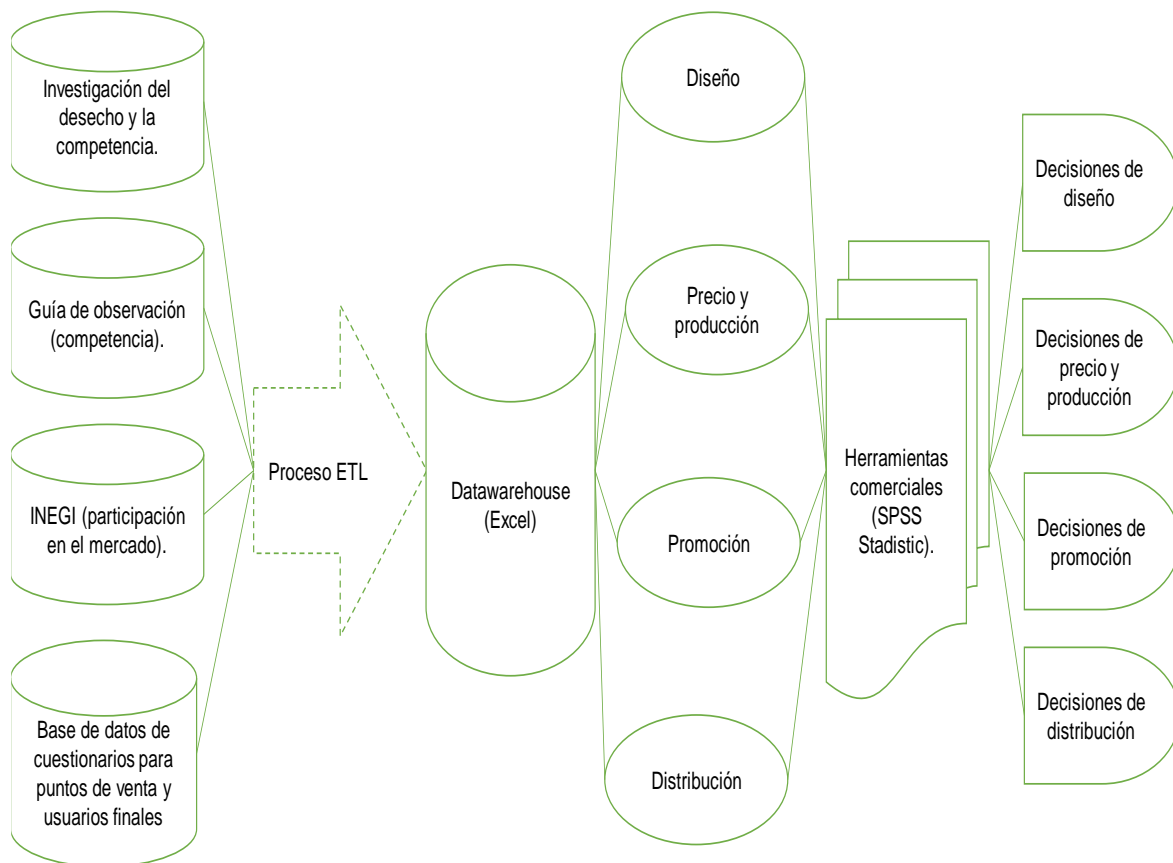 Investigación del
desecho y la
competencia.
Guía de observación
(competencia).
INEGI (participación
en el mercado).
Base de datos de
cuestionarios para
puntos de venta y
usuarios finales
Proceso ETL
Datawarehouse
(Excel)
Diseño
Precio y
producción
Promoción
Distribución
Herramientas
comerciales
(SPSS
Stadistic).
Decisiones de
diseño
Decisiones de
precio y
producción
Decisiones de
promoción
Decisiones de
distribución